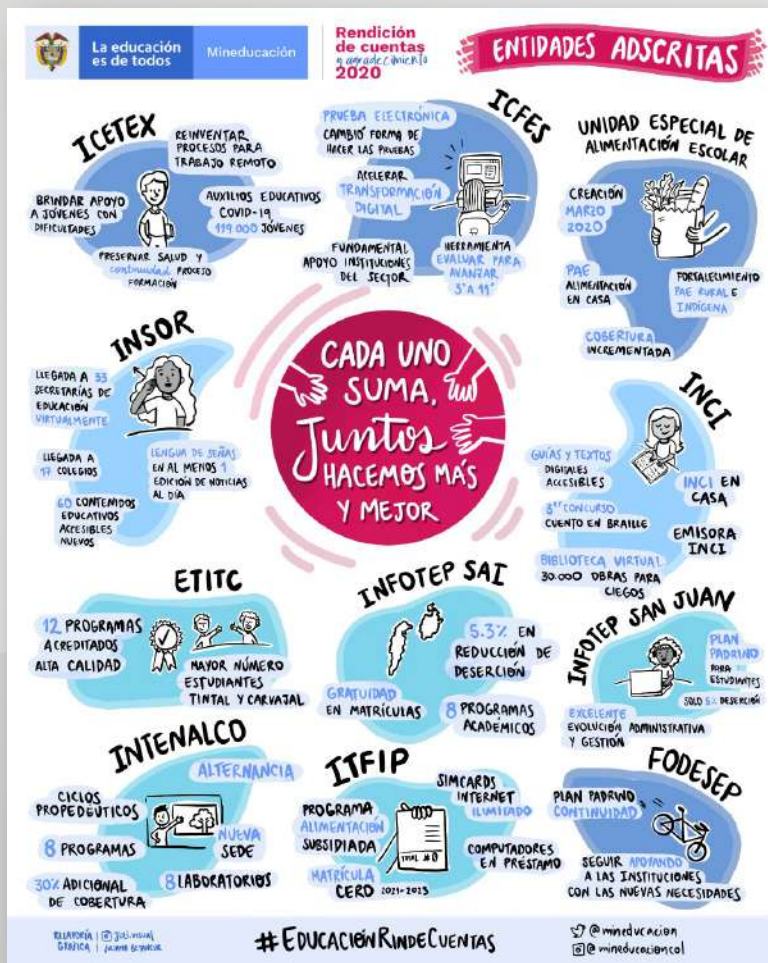 La educación
es de todos
Mineducación
Rendición
de cuentas
y agradecimiento
2020
ENTIDADES ADSCRITAS
ICETEX
REINVENTAR
PROCESOS PARA
TRABAJO REMOTO
BRINDAR APOYO
A JÓVENES CON
DIFICULTADES
AUXILIOS EDUCATIVOS
COVID-19
119.000 JÓVENES
PRESERVAR SALUD Y
continuidad PROCESO
FORMACIÓN
ICFES
PRUEBA ELECTRÓNICA
CAMBIÓ FORMA DE
HACER LAS PRUEBAS
ACELERAR
TRANSFORMACIÓN
DIGITAL
FUNDAMENTAL
APOYO INSTITUCIONES
DEL SECTOR
HERRAMIENTA
EVALUAR PARA
AVANZAR
3° A 11°
UNIDAD ESPECIAL DE
ALIMENTACIÓN ESCOLAR
CREACIÓN
MARZO
2020
PAE
ALIMENTACIÓN
EN CASA
FORTALECIMIENTO
PAE RURAL E
INDÍGENA
COBERTURA
INCREMENTADA
INSOR
LLEGADA A 33
SECRETARÍAS DE
EDUCACIÓN
VIRTUALMENTE
LLEGADA A
17 COLEGIOS
LENGUA DE SEÑAS
EN AL MENOS 1
EDICIÓN DE NOTICIAS
AL DÍA
60 CONTENIDOS
EDUCATIVOS
ACCESIBLES
NUEVOS
CADA UNO
SUMA,
Juntos
HACEMOS MÁS
Y MEJOR
INCI
GUÍAS Y TEXTOS
DIGITALES
ACCESIBLES
INCI EN
CASA
3er CONCURSO
CUENTO EN BRAILLE
EMISORA
INCI
BIBLIOTECA VIRTUAL
30.000 OBRAS PARA
CIEGOS
ETITC
12 PROGRAMAS
ACREDITADOS
ALTA CALIDAD
MAYOR NÚMERO
ESTUDIANTES
TINTAL Y CARVAJAL
INFOTEP SAI
5.3% EN
REDUCCIÓN DE
DESERCIÓN
GRATUIDAD
EN MATRÍCULAS
8 PROGRAMAS
ACADÉMICOS
INFOTEP SAN JUAN
PLAN
PADRINO
PARA
ESTUDIANTES
SOLO 5% DESERCIÓN
EXCELENTE
EVOLUCIÓN ADMINISTRATIVA
Y GESTIÓN
INTENALCO
ALTERNANCIA
CICLOS
PROPEDÉUTICOS
8 PROGRAMAS
NUEVA
SEDE
30% ADICIONAL
DE COBERTURA
8 LABORATORIOS
ITFIP
SIMCARDS
INTERNET
ILIMITADO
PROGRAMA
ALIMENTACIÓN
SUBSIDIADA
TOTAL #0
COMPUTADORES
EN PRÉSTAMO
MATRÍCULA
CERO 2021-2023
FODESEP
PLAN PADRINO
CONTINUIDAD
SEGUIR APOYANDO
A LAS INSTITUCIONES
CON LAS NUEVAS NECESIDADES
RELATORÍA
GRÁFICA
#EDUCACIÓNRINDECUENTAS
@mineducacion
@mineducacioncol